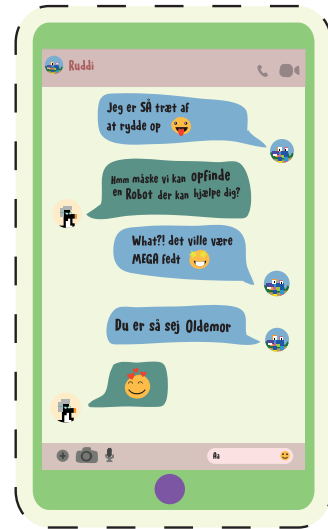 Ruddi
Jeg er SÅ træt af
at rydde op
Hmm måske vi kan opfinde
en Robot der kan hjælpe dig?
What?! det ville være
MEGA fedt
Du er så sej Oldemor
Aa